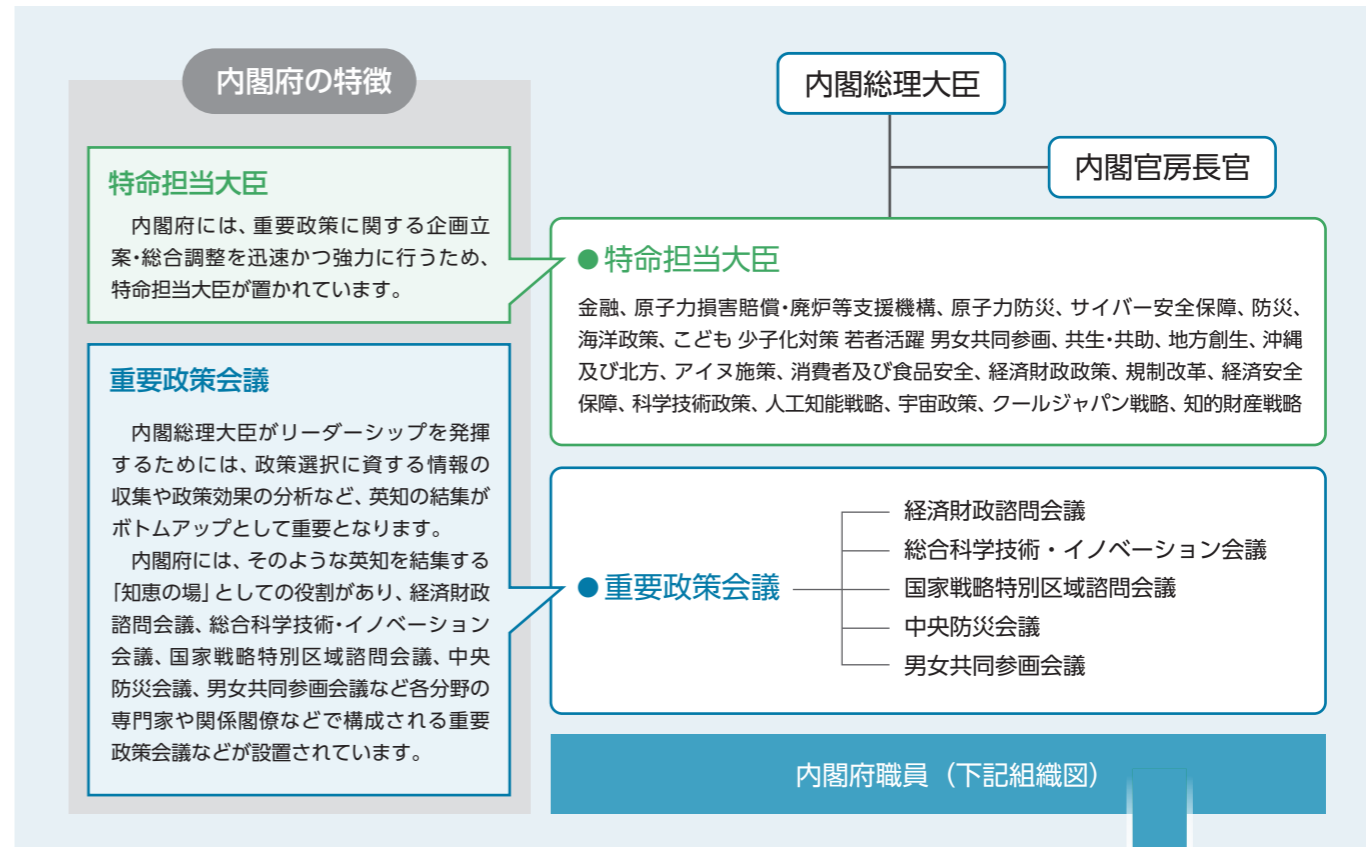 内閣府の特徴
特命担当大臣
内閣府には、重要政策に関する企画立
案・総合調整を迅速かつ強力に行うため、
特命担当大臣が置かれています。
重要政策会議
内閣総理大臣がリーダーシップを発揮
するためには、政策選択に資する情報の
収集や政策効果の分析など、英知の結集が
ボトムアップとして重要となります。
内閣府には、そのような英知を結集する
「知恵の場」としての役割があり、経済財政
諮問会議、総合科学技術・イノベーション
会議、国家戦略特別区域諮問会議、中央
防災会議、男女共同参画会議など各分野の
専門家や関係閣僚などで構成される重要
政策会議などが設置されています。
内閣総理大臣
内閣官房長官
●特命担当大臣
金融、原子力損害賠償・廃炉等支援機構、原子力防災、サイバー安全保障、防災、
海洋政策、こども 少子化対策 若者活躍 男女共同参画、共生・共助、地方創生、沖縄
及び北方、アイヌ施策、消費者及び食品安全、経済財政政策、規制改革、経済安全
保障、科学技術政策、人工知能戦略、宇宙政策、クールジャパン戦略、知的財産戦略
●重要政策会議
経済財政諮問会議
総合科学技術・イノベーション会議
国家戦略特別区域諮問会議
中央防災会議
男女共同参画会議
内閣府職員（下記組織図）